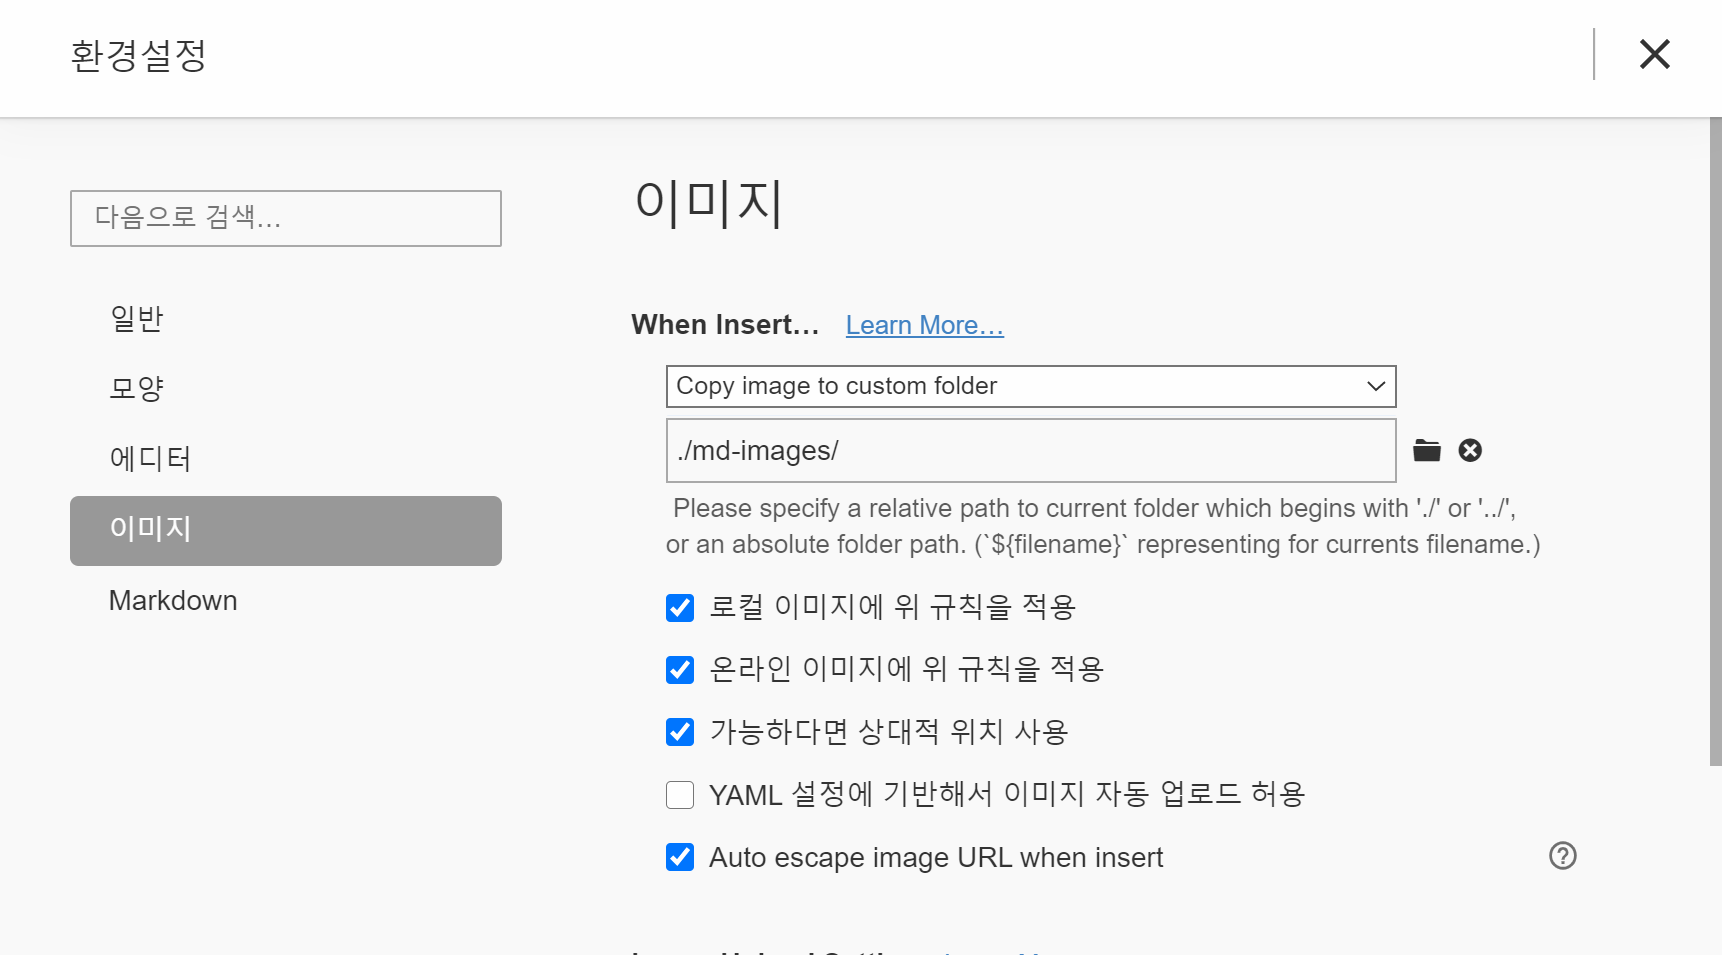 환경설정
다음으로 검색...
일반
모양
에디터
이미지
Markdown
이미지
When Insert... Learn More...
Copy image to custom folder
./md-images/
Please specify a relative path to current folder which begins with './' or '../',
or an absolute folder path. (`${filename}` representing for currents filename.)
로컬 이미지에 위 규칙을 적용
온라인 이미지에 위 규칙을 적용
가능하다면 상대적 위치 사용
YAML 설정에 기반해서 이미지 자동 업로드 허용
Auto escape image URL when insert